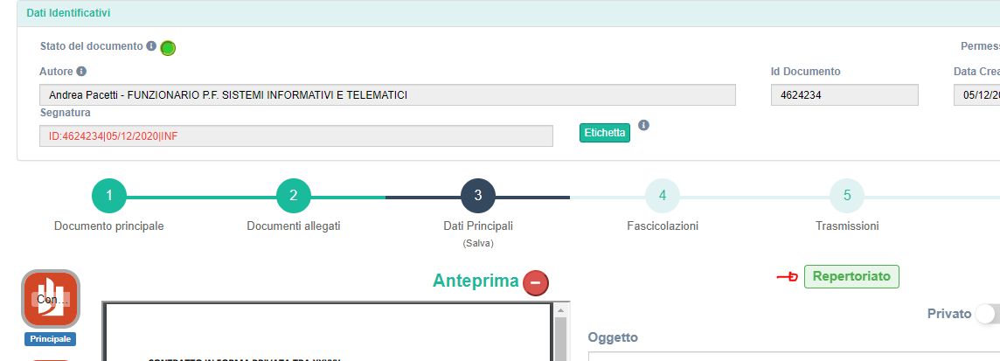 Dati Identificativi
Stato del documento
Permess
Autore
Id Documento
Data Crea
Andrea Pacetti - FUNZIONARIO P.F. SISTEMI INFORMATIVI E TELEMATICI
4624234
05/12/20
Segnatura
ID:4624234|05/12/2020|INF
Etichetta
1
2
3
4
5
Documento principale
Documenti allegati
Dati Principali
Fascicolazioni
Trasmissioni
(Salva)
Anteprima
Repertoriato
Con...
Privato
Principale
Oggetto